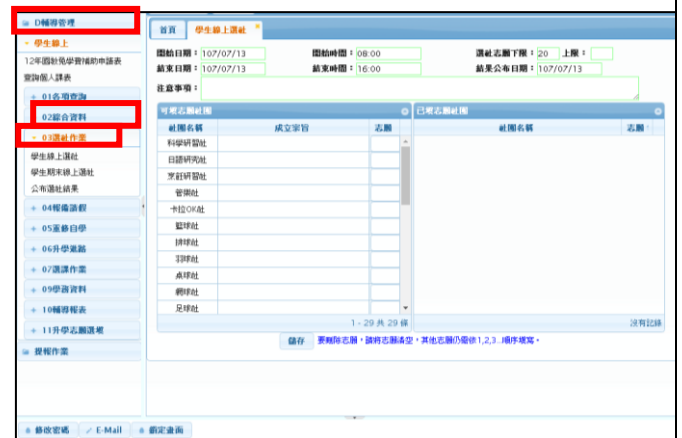 D輔導管理
學生線上
12年國教免學費補助申請表
查詢個人課表
01各項查詢
02綜合資料
03選社作業
學生線上選社
學生期末線上選社
公布選社結果
04報備請假
05重修自學
06升學進路
07選課作業
09學務資料
10輔導報表
11升學志願選填
提報作業
首頁 學生線上選社
開始日期：107/07/13 開始時間：08:00 選社志願下限：20 上限：
結束日期：107/07/13 結束時間：16:00 結果公布日期：107/07/13
注意事項：
可填志願社團 已填志願社團
社團名稱 成立宗旨 志願 社團名稱 志願
科學研習社
日語研究社
烹飪研習社
管樂社
卡拉OK社
籃球社
排球社
羽球社
桌球社
網球社
足球社
1 - 29 共 29 條 沒有記錄
儲存 要刪除志願，請將志願清空，其他志願仍需依1,2,3...順序填寫。
修改密碼 E-Mail 鎖定畫面